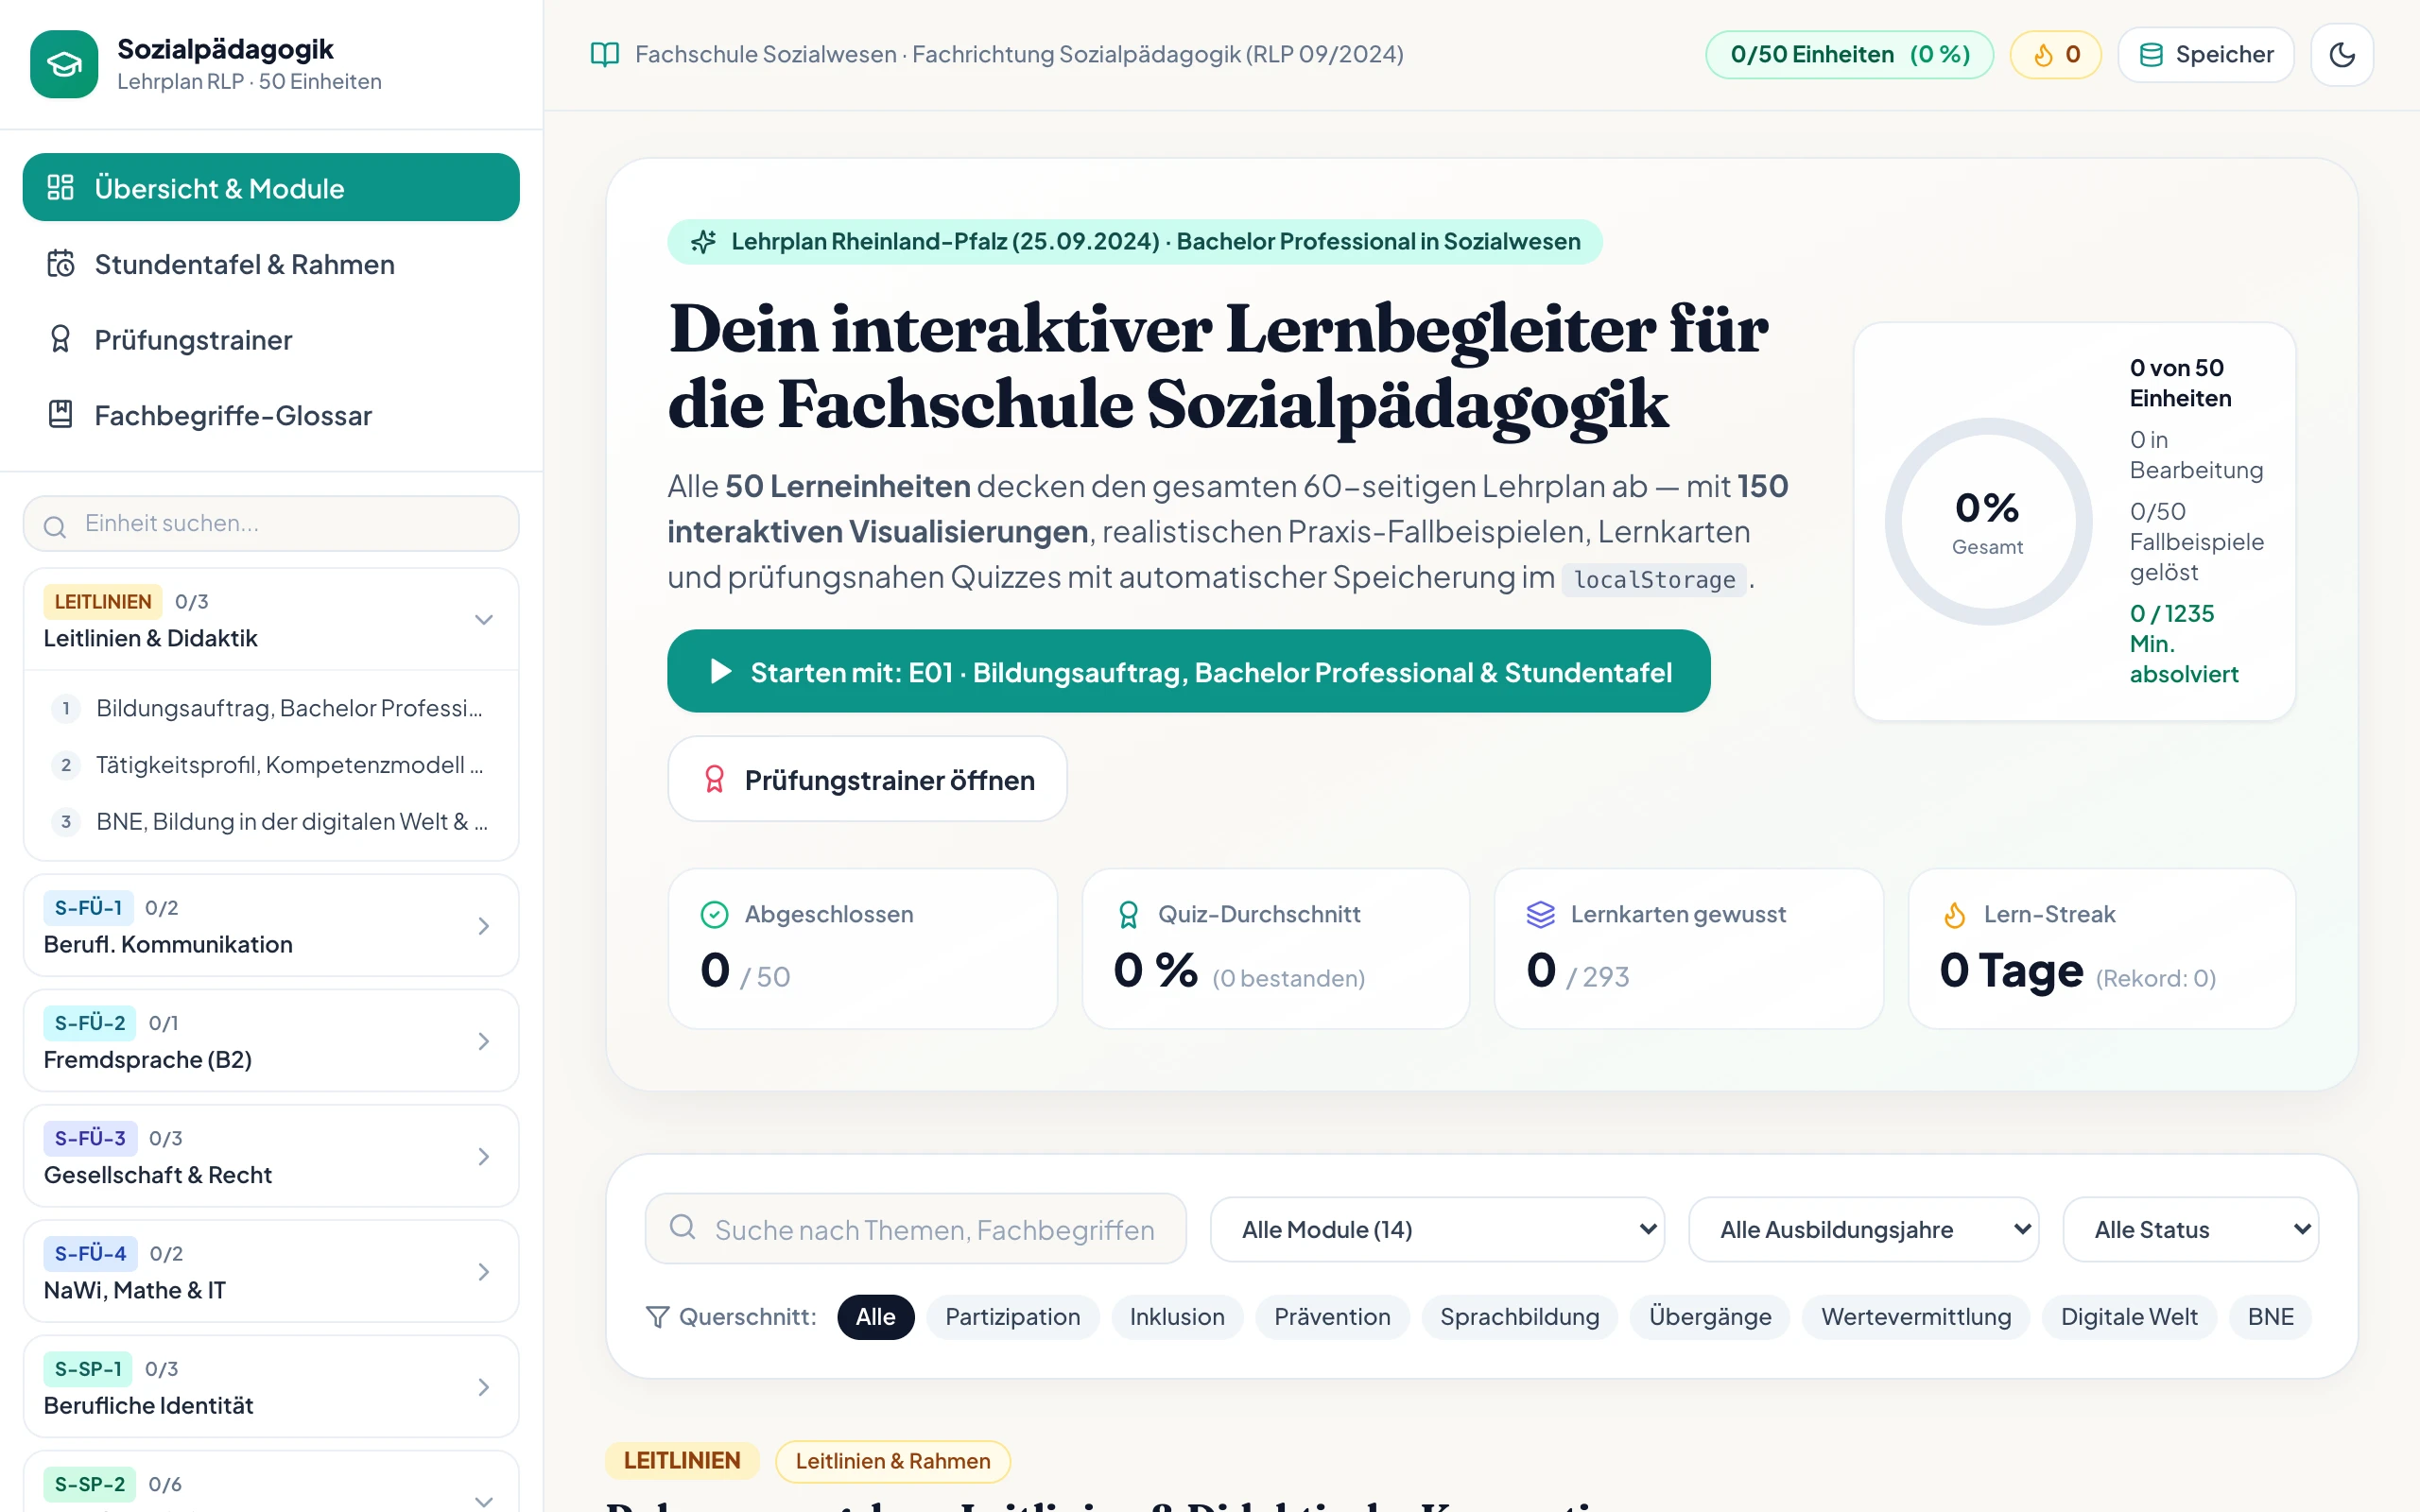 Sozialpädagogik
Lehrplan RLP · 50 Einheiten
Übersicht & Module
Stundentafel & Rahmen
Prüfungstrainer
Fachbegriffe-Glossar
Einheit suchen...
LEITLINIEN 0/3
Leitlinien & Didaktik
1 Bildungsauftrag, Bachelor Professi...
2 Tätigkeitsprofil, Kompetenzmodell ...
3 BNE, Bildung in der digitalen Welt & ...
S-FÜ-1 0/2
Berufl. Kommunikation
S-FÜ-2 0/1
Fremdsprache (B2)
S-FÜ-3 0/3
Gesellschaft & Recht
S-FÜ-4 0/2
NaWi, Mathe & IT
S-SP-1 0/3
Berufliche Identität
S-SP-2 0/6
Fachschule Sozialwesen · Fachrichtung Sozialpädagogik (RLP 09/2024)
0/50 Einheiten (0 %)
0
Speicher
Lehrplan Rheinland-Pfalz (25.09.2024) · Bachelor Professional in Sozialwesen
Dein interaktiver Lernbegleiter für
die Fachschule Sozialpädagogik
Alle 50 Lerneinheiten decken den gesamten 60-seitigen Lehrplan ab — mit 150
interaktiven Visualisierungen, realistischen Praxis-Fallbeispielen, Lernkarten
und prüfungsnahen Quizzes mit automatischer Speicherung im localStorage.
Starten mit: E01 · Bildungsauftrag, Bachelor Professional & Stundentafel
Prüfungstrainer öffnen
0%
Gesamt
0 von 50
Einheiten
0 in
Bearbeitung
0/50
Fallbeispiele
gelöst
0 / 1235
Min.
absolviert
Abgeschlossen
0 / 50
Quiz-Durchschnitt
0 % (0 bestanden)
Lernkarten gewusst
0 / 293
Lern-Streak
0 Tage (Rekord: 0)
Suche nach Themen, Fachbegriffen
Alle Module (14)
Alle Ausbildungsjahre
Alle Status
Querschnitt: Alle Partizipation Inklusion Prävention Sprachbildung Übergänge Wertevermittlung Digitale Welt BNE
LEITLINIEN Leitlinien & Rahmen